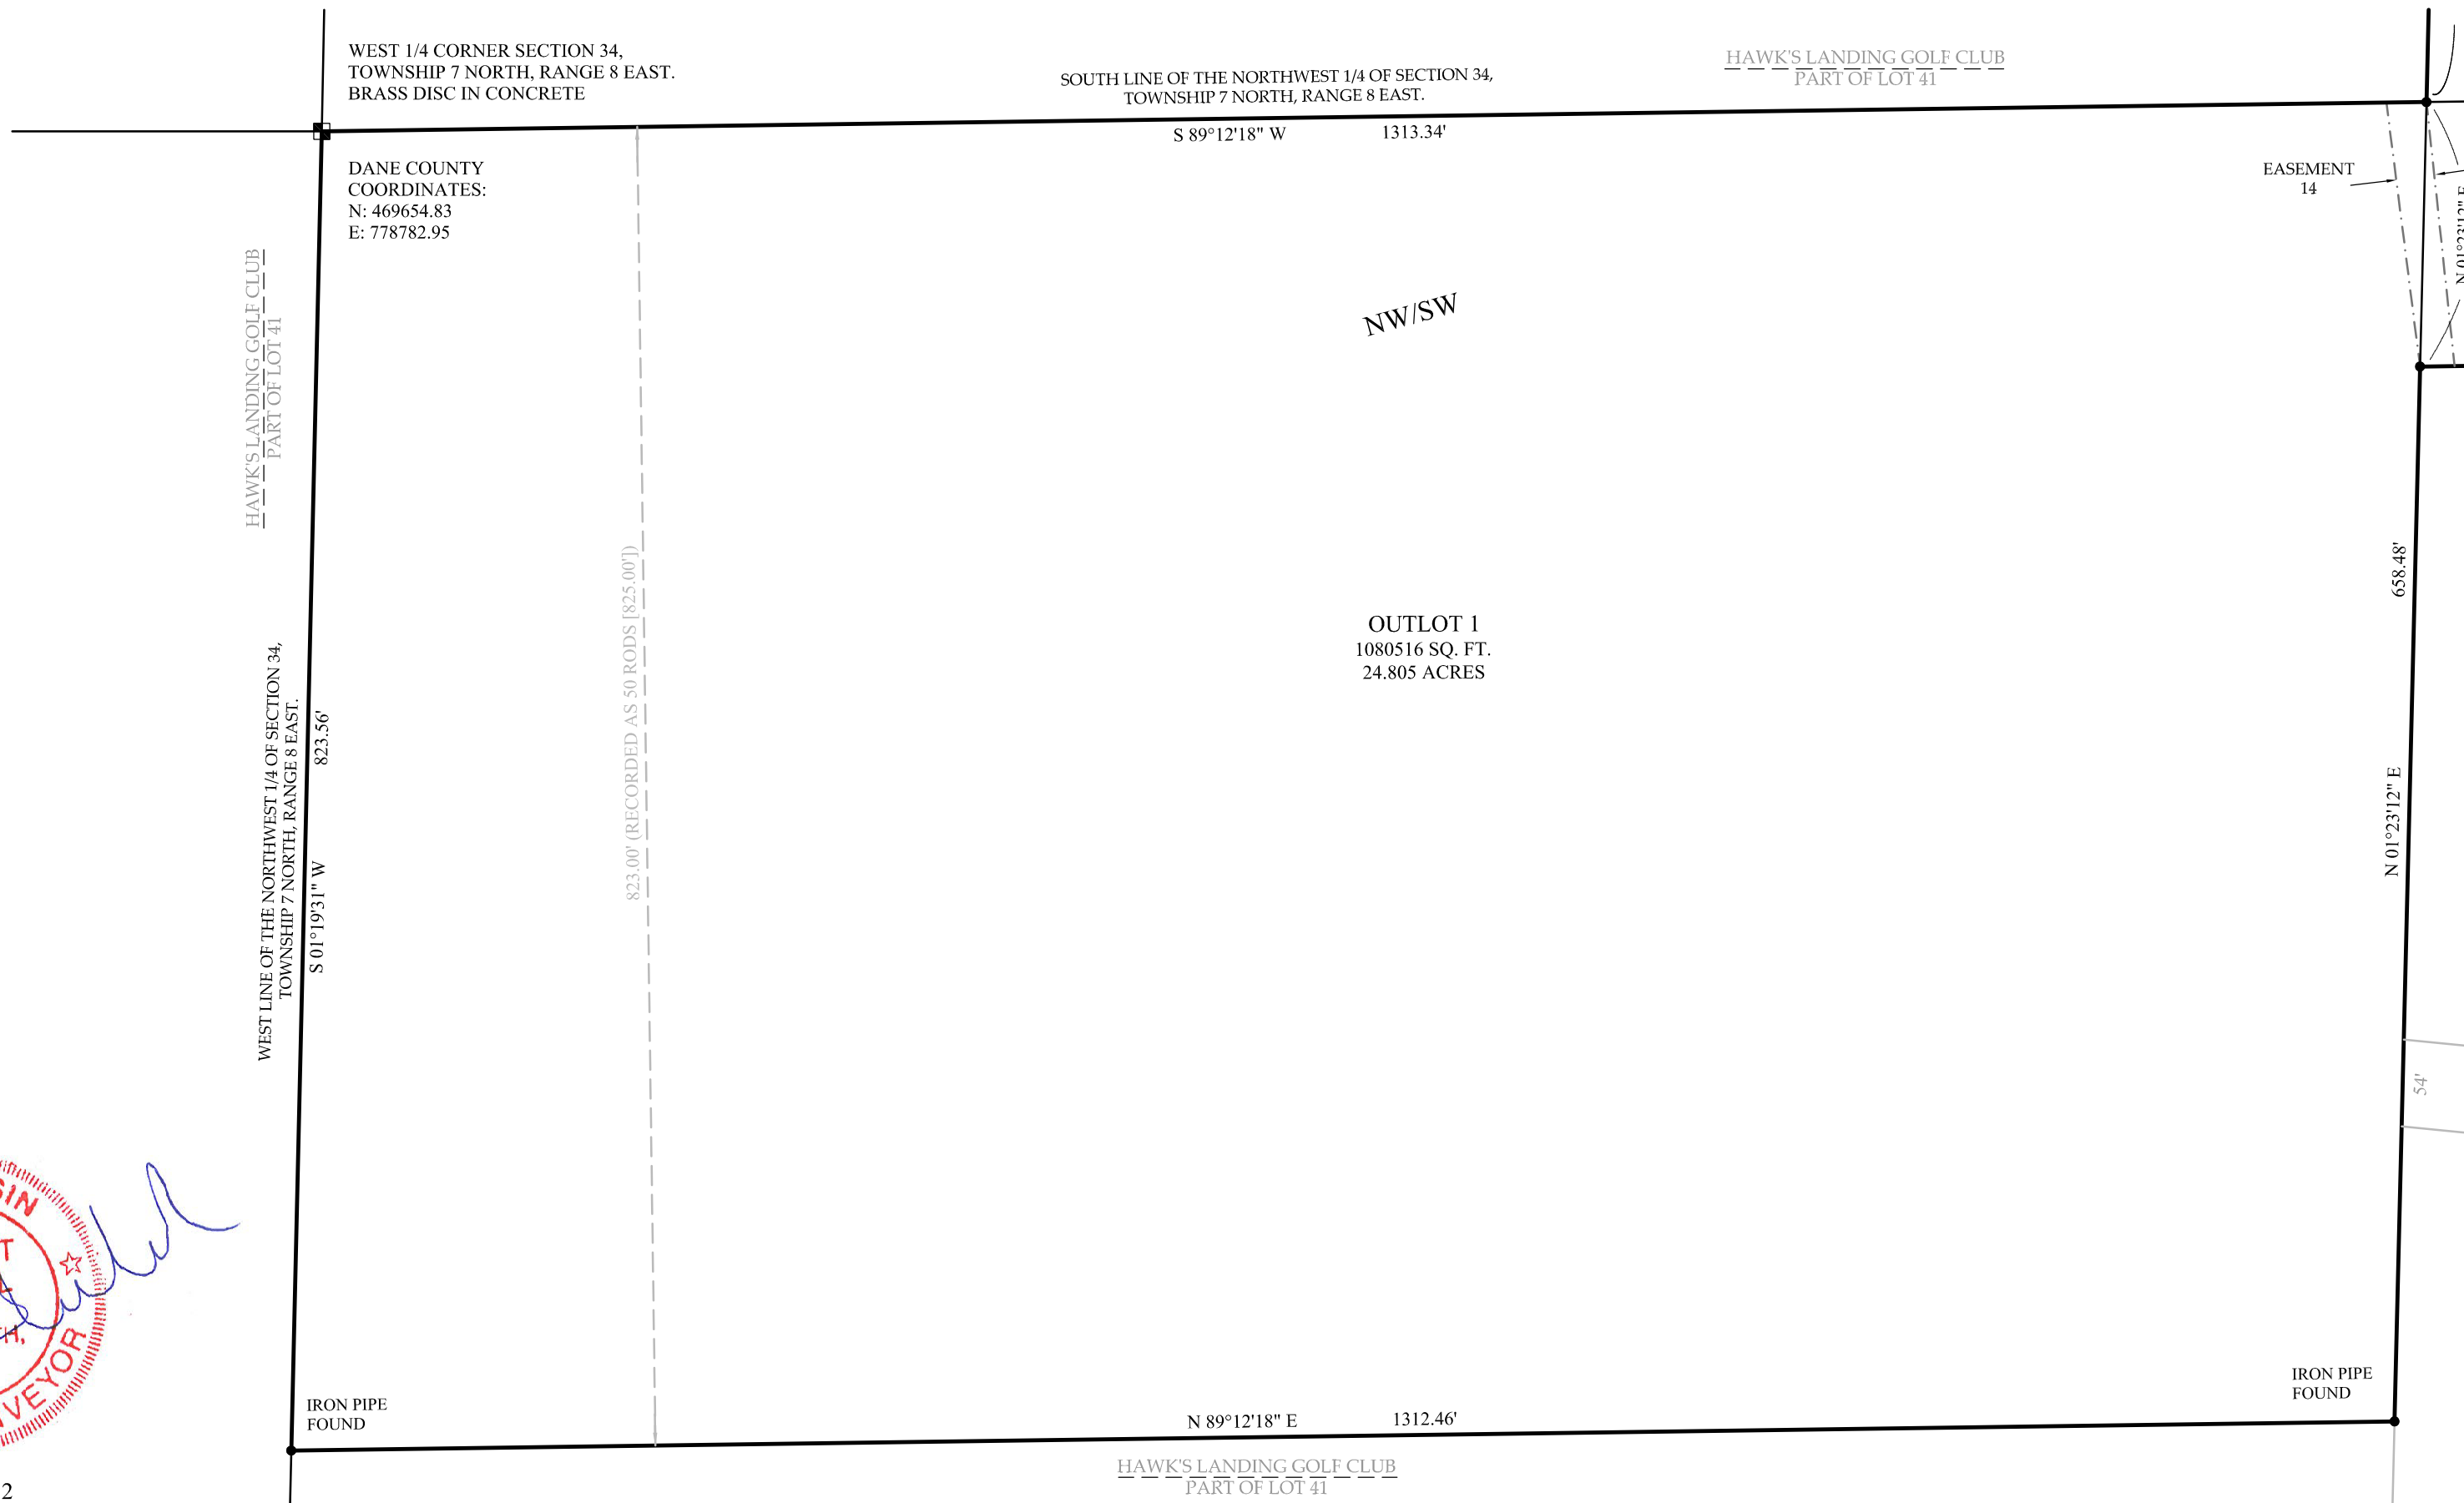 WEST 1/4 CORNER SECTION 34,
TOWNSHIP 7 NORTH, RANGE 8 EAST.
BRASS DISC IN CONCRETE
SOUTH LINE OF THE NORTHWEST 1/4 OF SECTION 34,
TOWNSHIP 7 NORTH, RANGE 8 EAST.
HAWK'S LANDING GOLF CLUB
PART OF LOT 41
S 89°12'18" W 1313.34'
DANE COUNTY
COORDINATES:
N: 469654.83
E: 778782.95
EASEMENT
14
N 01°23'12" E
HAWK'S LANDING GOLF CLUB
PART OF LOT 41
NW/SW
823.00' (RECORDED AS 50 RODS [825.00'])
OUTLOT 1
1080516 SQ. FT.
24.805 ACRES
658.48'
N 01°23'12" E
WEST LINE OF THE NORTHWEST 1/4 OF SECTION 34,
TOWNSHIP 7 NORTH, RANGE 8 EAST.
823.56'
S 01°19'31" W
54'
IRON PIPE
FOUND
IRON PIPE
FOUND
N 89°12'18" E 1312.46'
HAWK'S LANDING GOLF CLUB
PART OF LOT 41
2